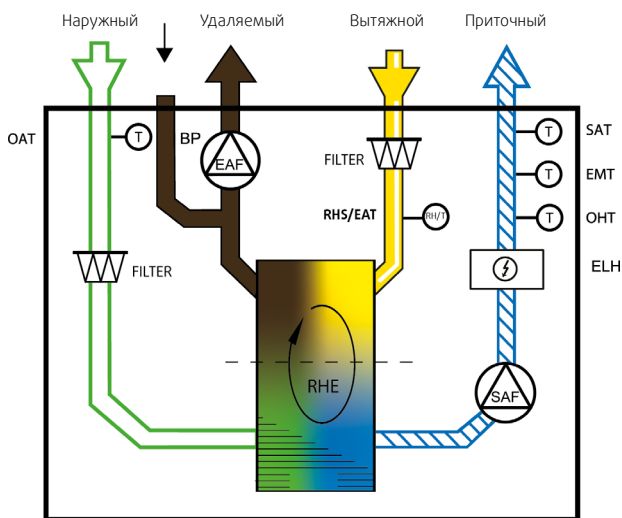 Наружный
Удаляемый
Вытяжной
Приточный
OAT
T
BP
EAF
FILTER
T
SAT
T
EMT
RHS/EAT
RH/T
T
OHT
FILTER
ELH
RHE
SAF